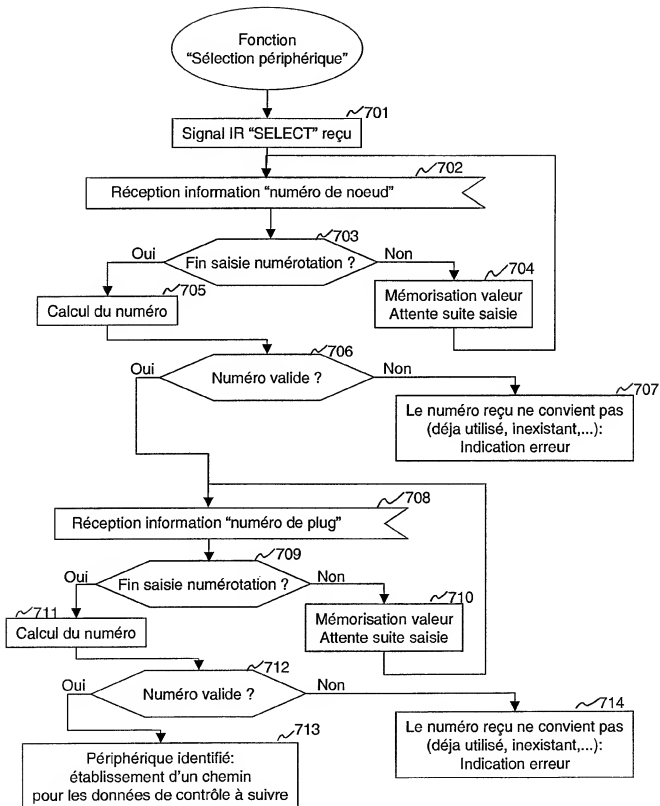 Fonction
“Sélection périphérique”
701
Signal IR “SELECT” reçu
702
Réception information “numéro de noeud”
703
Oui
Fin saisie numérotation ?
Non
704
705
Calcul du numéro
Mémorisation valeur
Attente suite saisie
706
Oui
Numéro valide ?
Non
707
Le numéro reçu ne convient pas
(déja utilisé, inexistant,...):
Indication erreur
708
Réception information “numéro de plug”
709
Oui
Fin saisie numérotation ?
Non
710
711
Calcul du numéro
Mémorisation valeur
Attente suite saisie
712
Oui
Numéro valide ?
Non
713
714
Périphérique identifié:
établissement d'un chemin
pour les données de contrôle à suivre
Le numéro reçu ne convient pas
(déja utilisé, inexistant,...):
Indication erreur